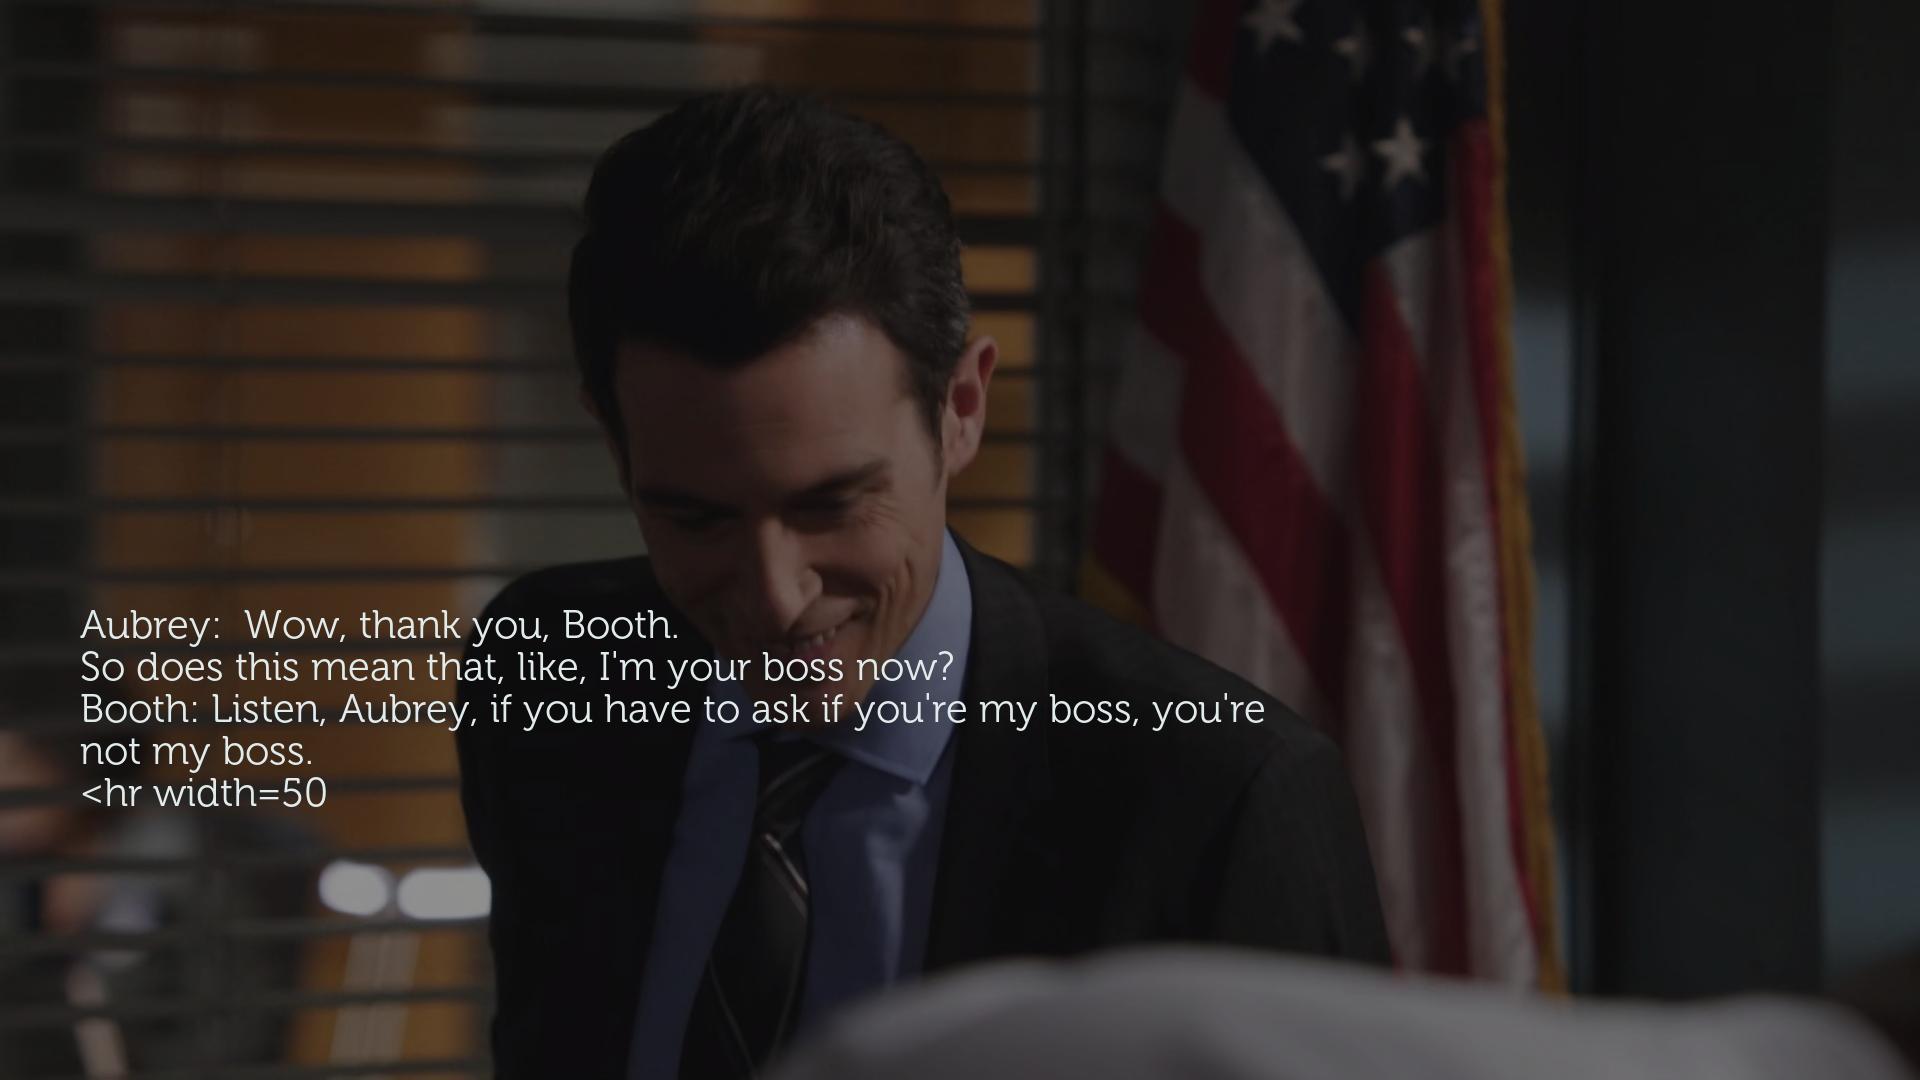 Aubrey:  Wow, thank you, Booth.
So does this mean that, like, I'm your boss now?
Booth: Listen, Aubrey, if you have to ask if you're my boss, you're
not my boss.
<hr width=50